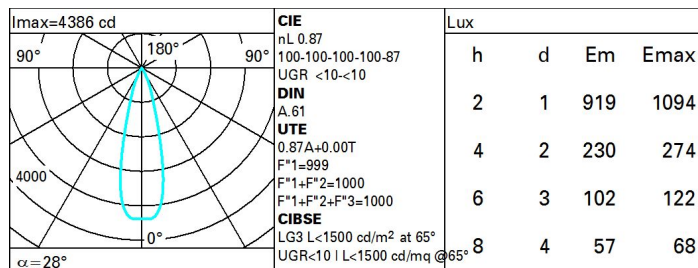 Imax=4386 cd
90° 180° 90°
4000
0°
α=28°
CIE
nL 0.87
100-100-100-100-87
UGR <10-<10
DIN
A.61
UTE
0.87A+0.00T
F"1=999
F"1+F"2=1000
F"1+F"2+F"3=1000
CIBSE
LG3 L<1500 cd/m² at 65°
UGR<10 | L<1500 cd/mq @65°
Lux
h d Em Emax
2 1 919 1094
4 2 230 274
6 3 102 122
8 4 57 68